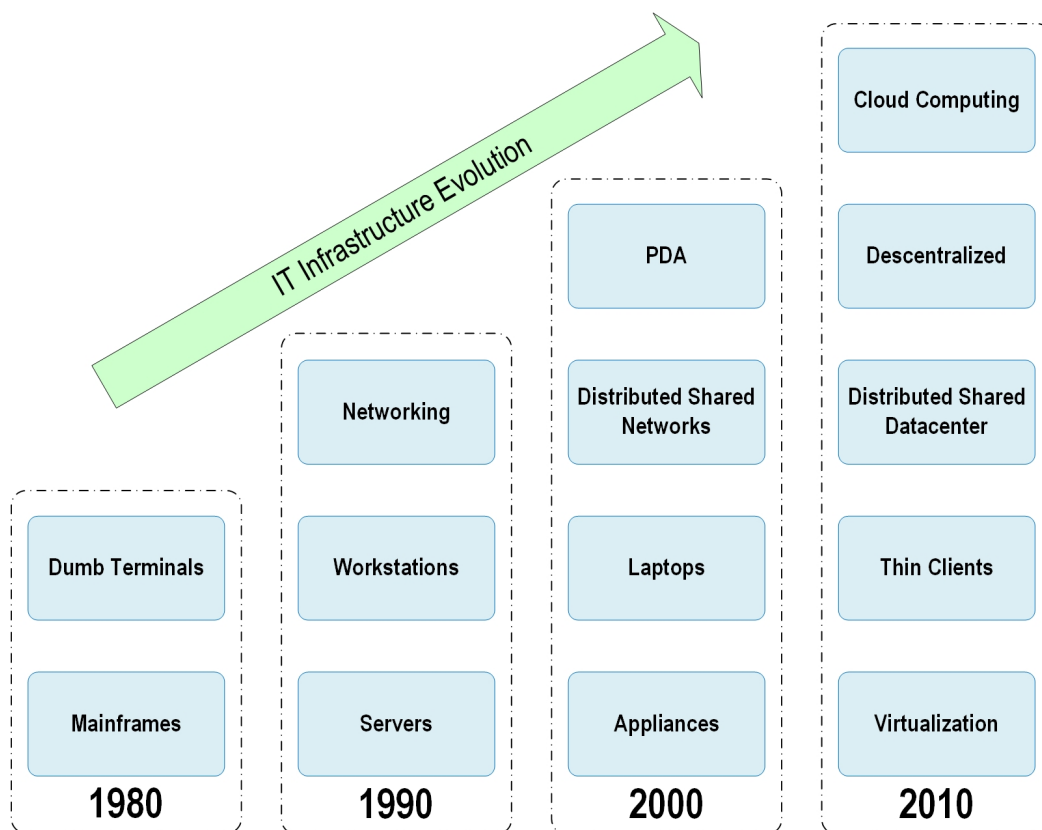 IT Infrastructure Evolution
Dumb Terminals
Mainframes
1980
Networking
Workstations
Servers
1990
PDA
Distributed Shared
Networks
Laptops
Appliances
2000
Cloud Computing
Descentralized
Distributed Shared
Datacenter
Thin Clients
Virtualization
2010